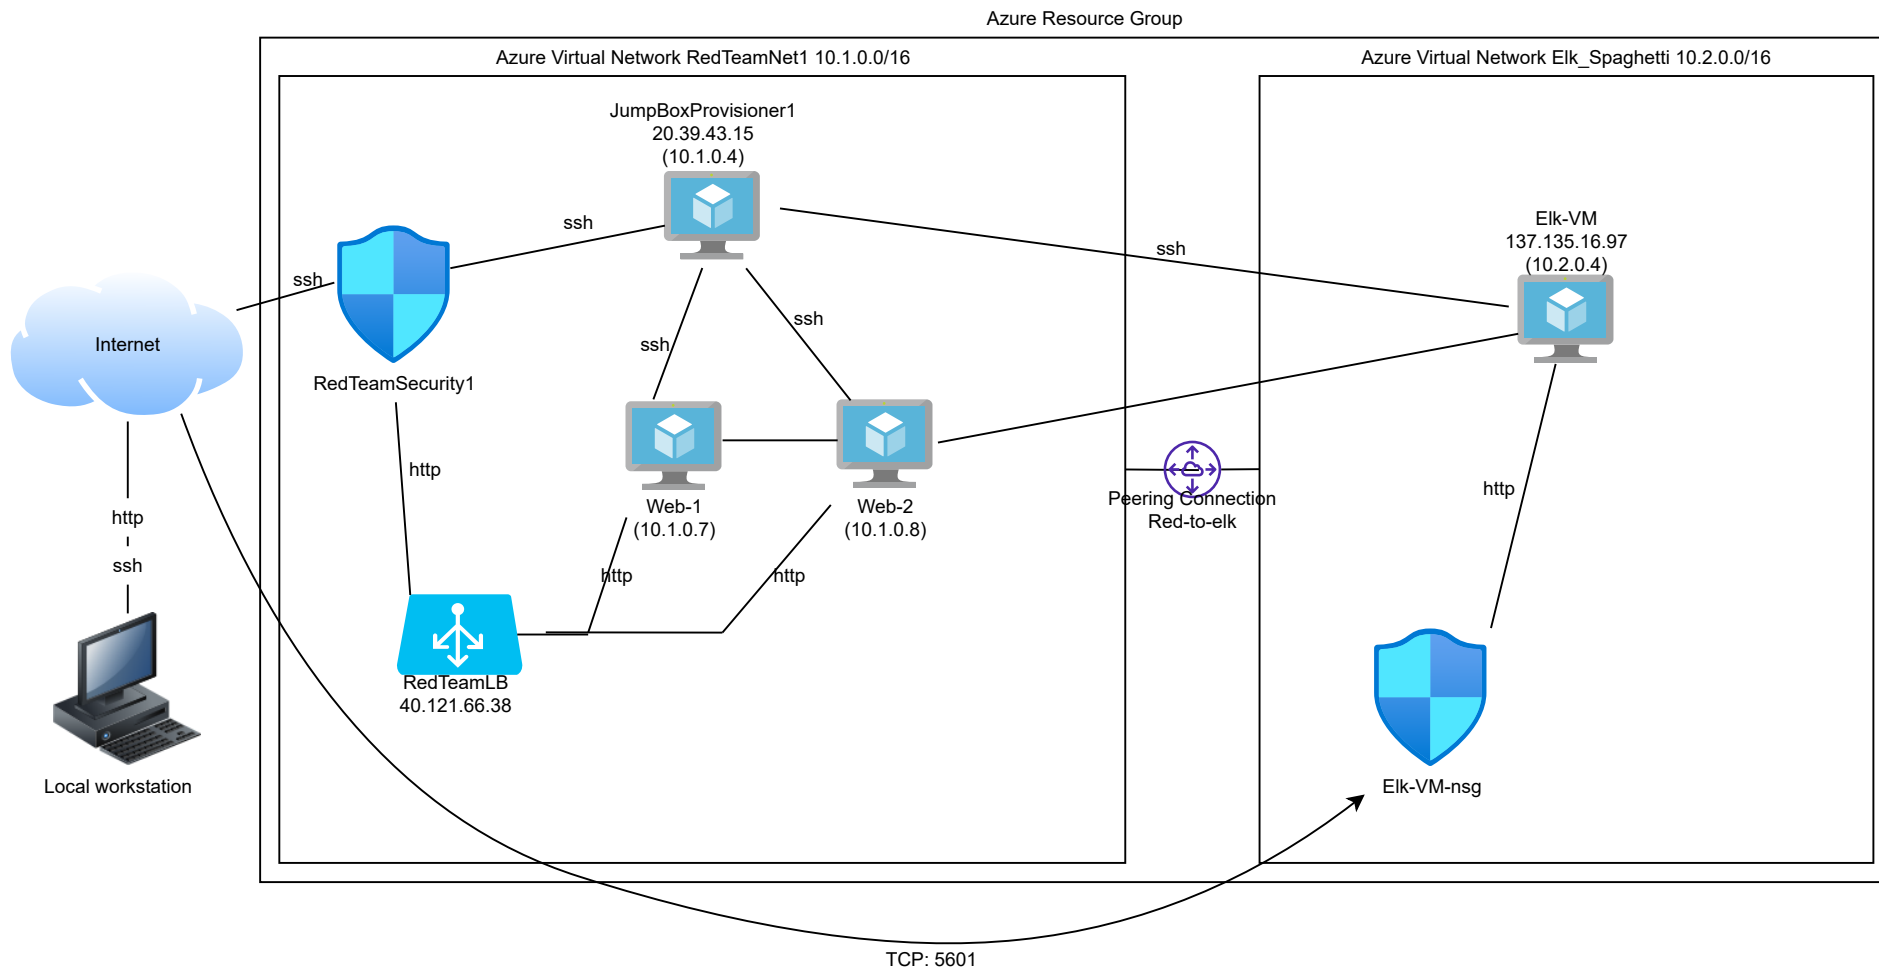 Azure Resource Group
Azure Virtual Network RedTeamNet1 10.1.0.0/16
Azure Virtual Network Elk_Spaghetti 10.2.0.0/16
JumpBoxProvisioner1
20.39.43.15
(10.1.0.4)
ssh
ssh
ssh
Elk-VM
137.135.16.97
(10.2.0.4)
Internet
RedTeamSecurity1
ssh
ssh
http
Web-1
(10.1.0.7)
Web-2
(10.1.0.8)
Peering Connection
Red-to-elk
http
http
ssh
http
http
RedTeamLB
40.121.66.38
Local workstation
Elk-VM-nsg
TCP: 5601